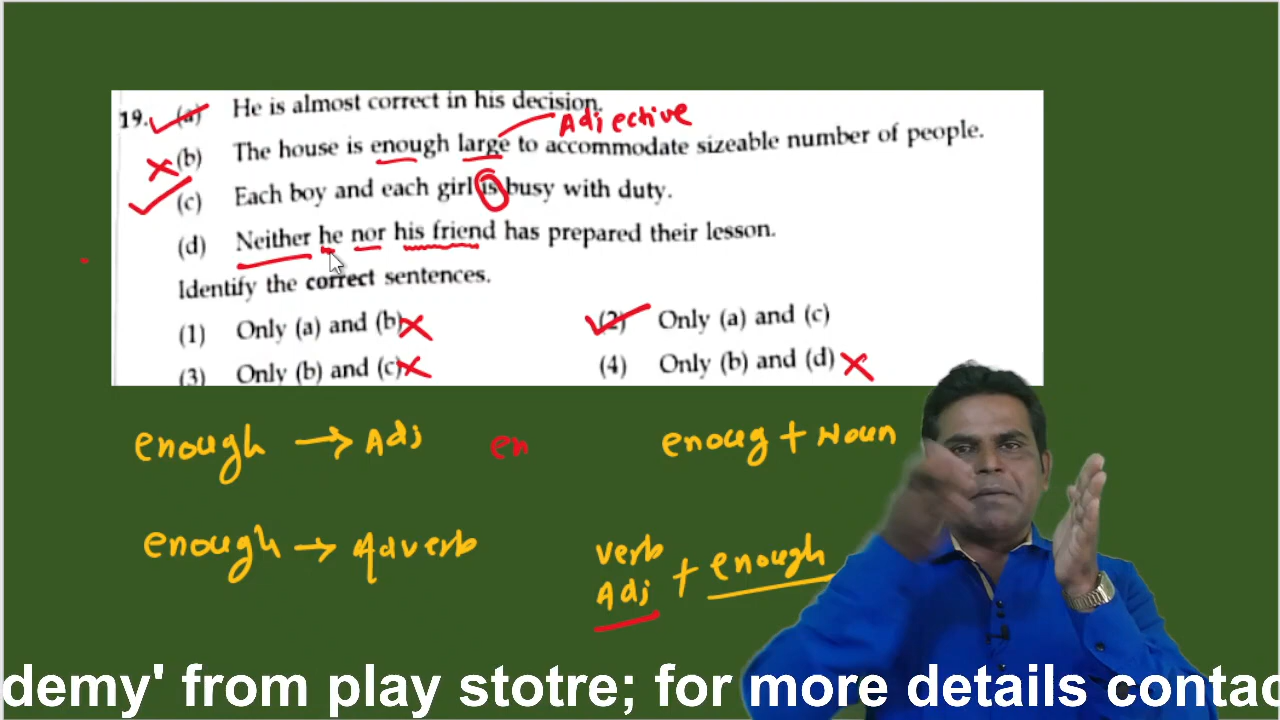 19. (a) He is almost correct in his decision.
Adjective
(b) The house is enough large to accommodate sizeable number of people.
(c) Each boy and each girl is busy with duty.
(d) Neither he nor his friend has prepared their lesson.
Identify the correct sentences.
(1) Only (a) and (b)
(2) Only (a) and (c)
(3) Only (b) and (c)
(4) Only (b) and (d)
enough → Adj
en
enoug + Noun
enough → Adverb
verb
Adj + enough
demy' from play stotre; for more details contac